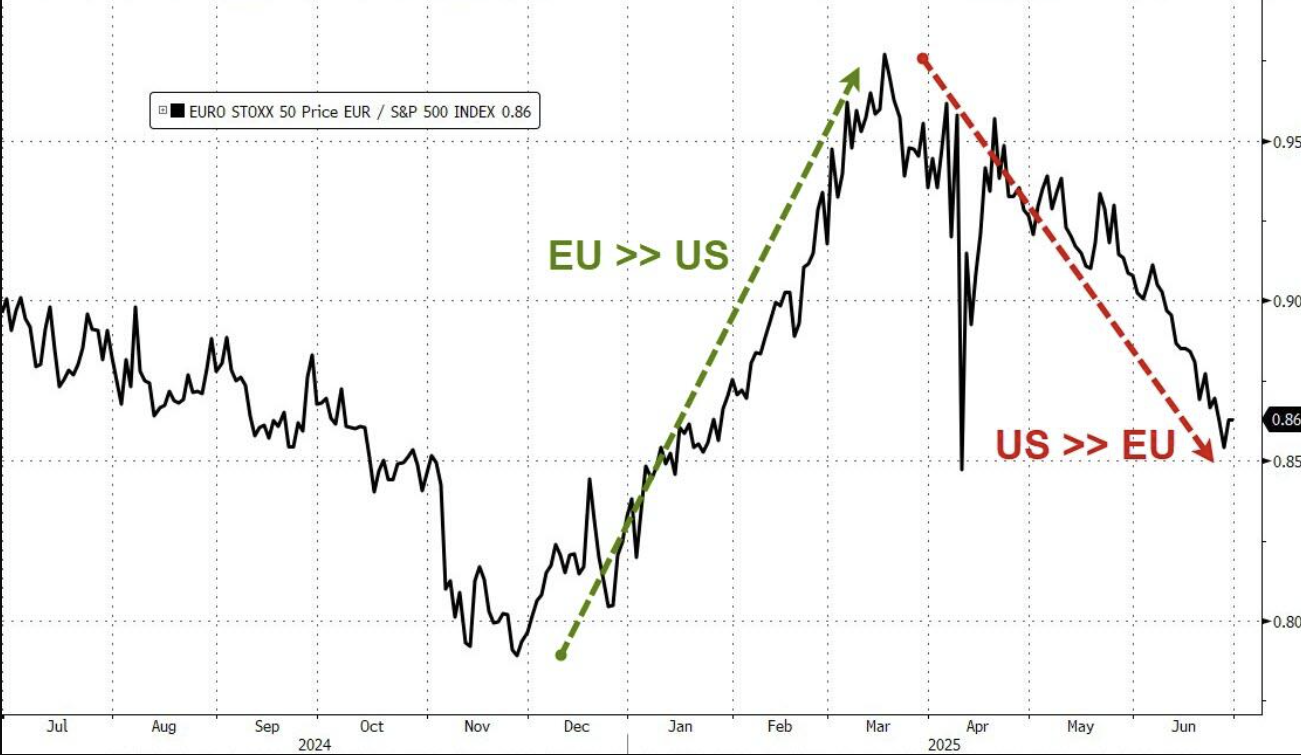 EURO STOXX 50 Price EUR / S&P 500 INDEX 0.86
0.95
EU >> US
0.90
0.86
US >> EU
0.85
0.80
Jul Aug Sep Oct Nov Dec Jan Feb Mar Apr May Jun
2024 2025